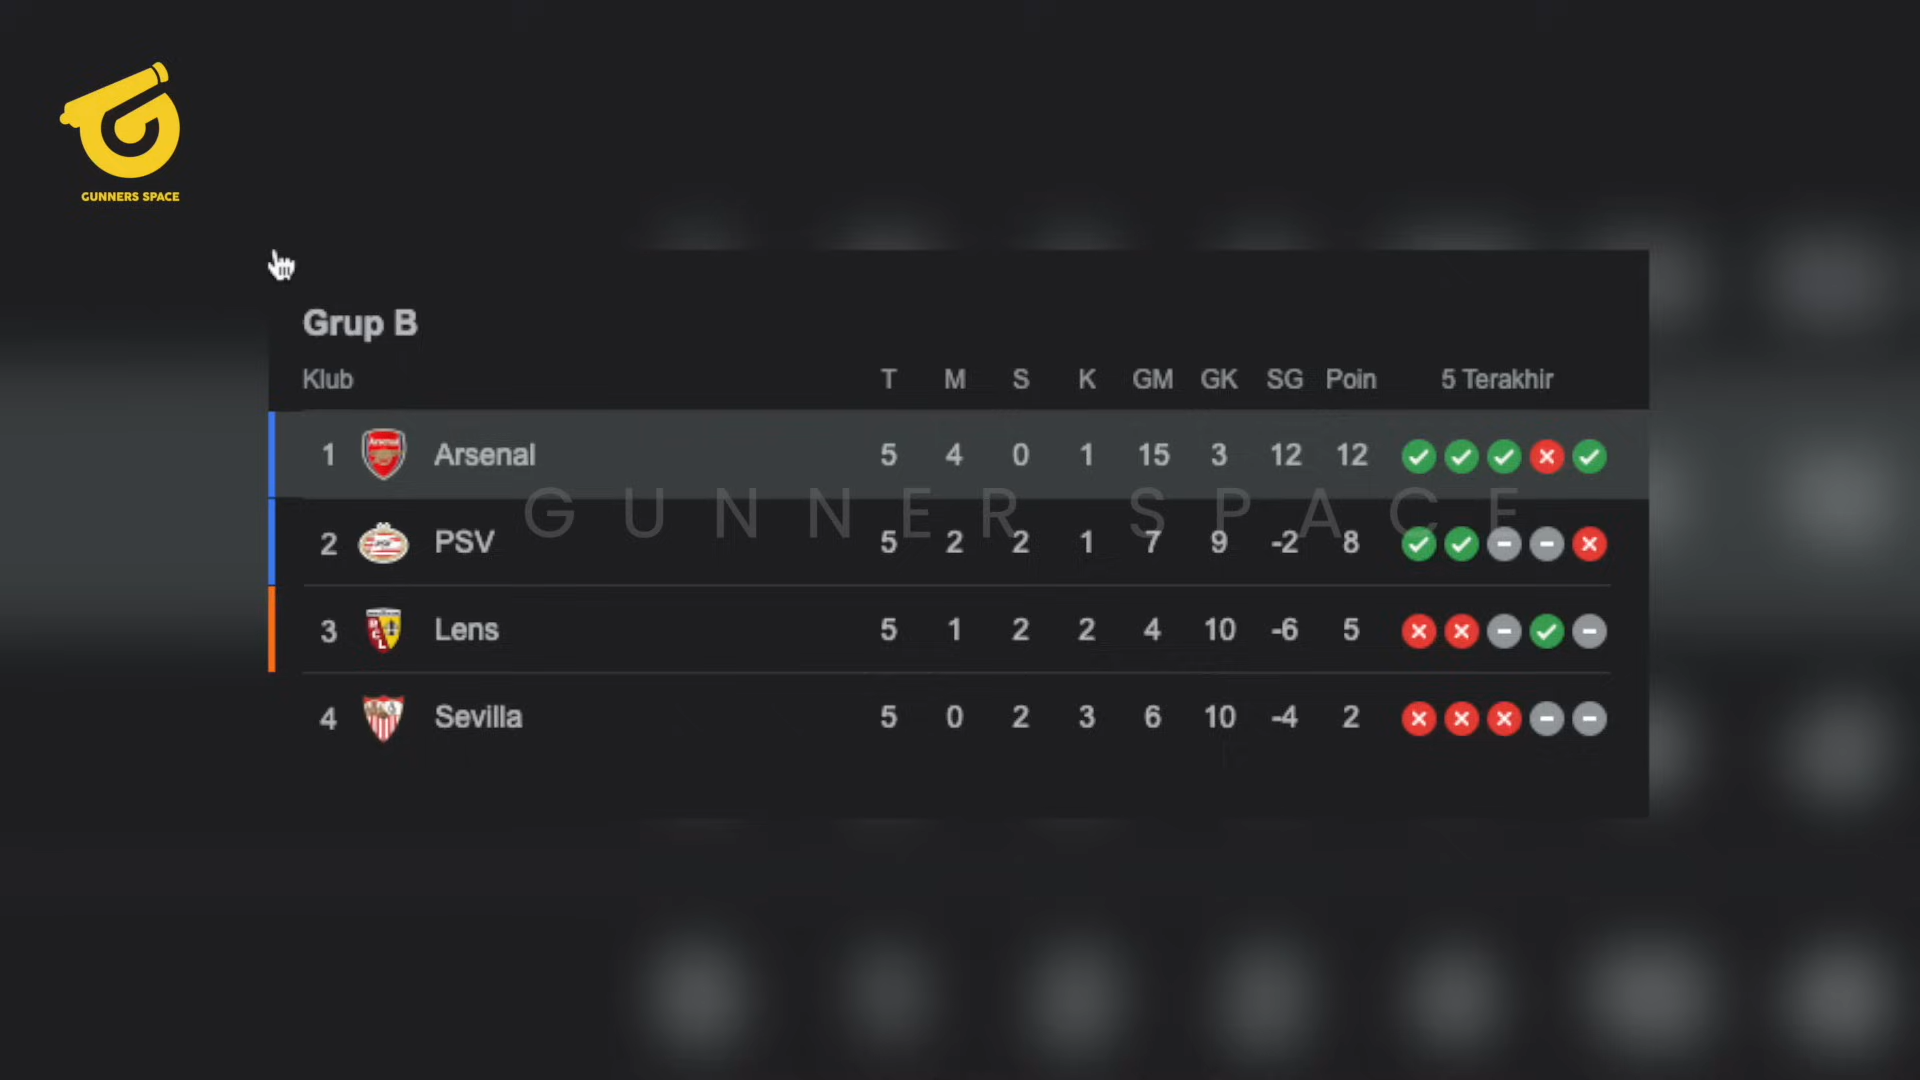 GUNNERS SPACE
Grup B
Klub T M S K GM GK SG Poin 5 Terakhir
1 Arsenal 5 4 0 1 15 3 12 12
GUNNER SPACE
2 PSV 5 2 2 1 7 9 -2 8
3 Lens 5 1 2 2 4 10 -6 5
4 Sevilla 5 0 2 3 6 10 -4 2